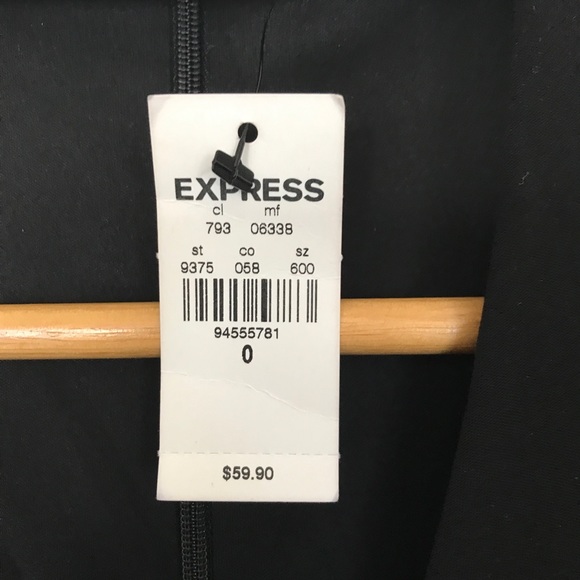 EXPRESS
cl mf
793 06338
st co sz
9375 058 600
94555781
0
$59.90